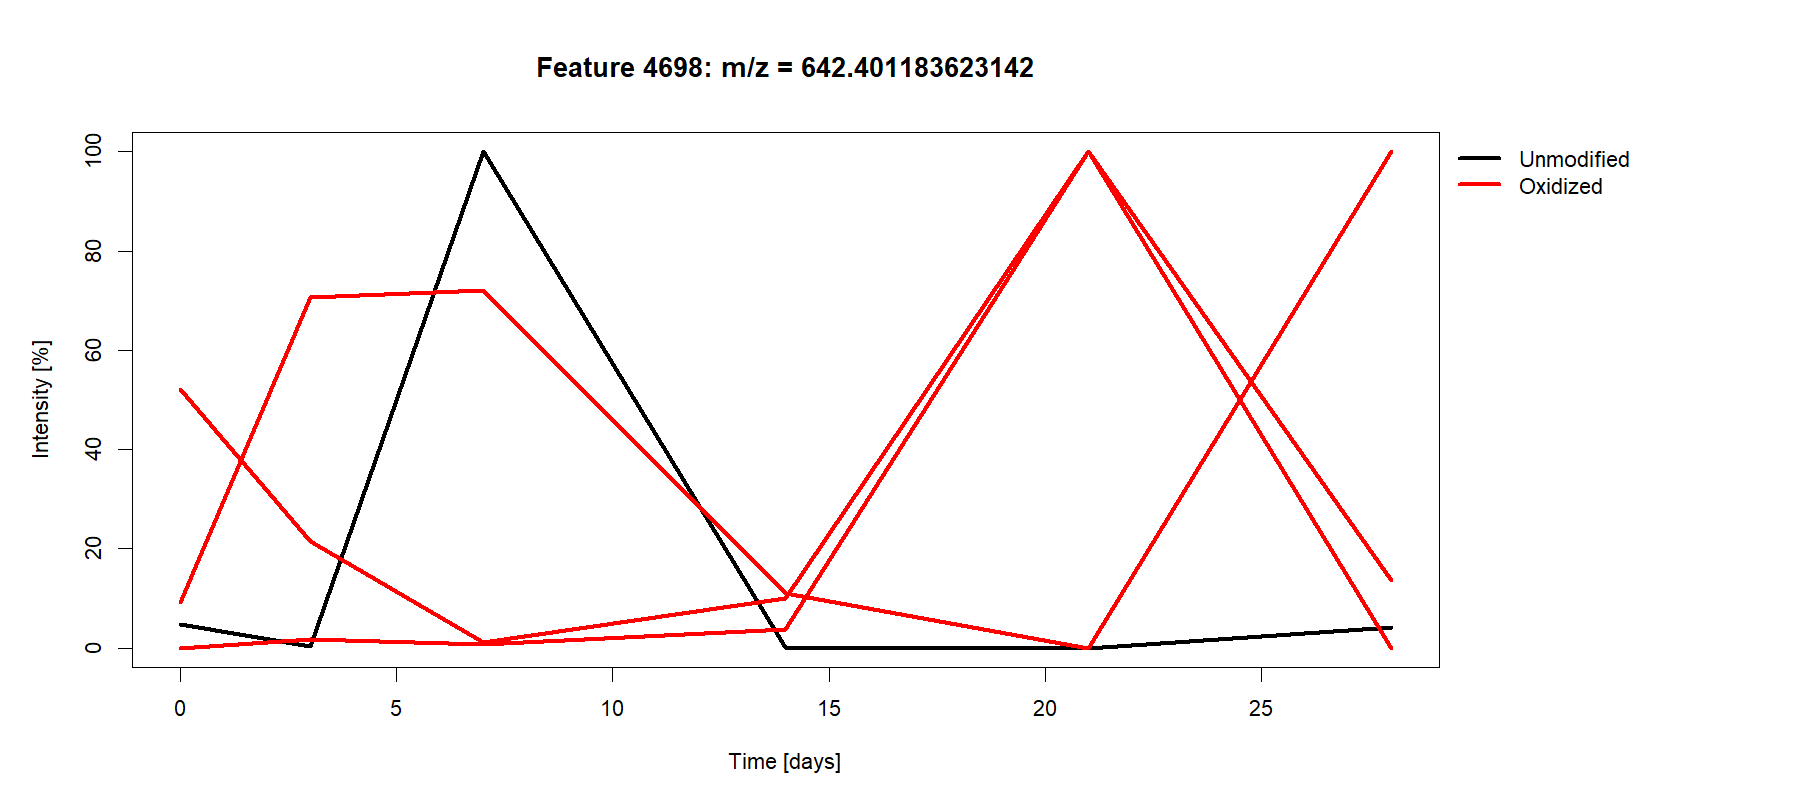 Feature 4698: m/z = 642.401183623142
Unmodified
Oxidized
100
80
60
40
20
0
Intensity [%]
0 5 10 15 20 25
Time [days]